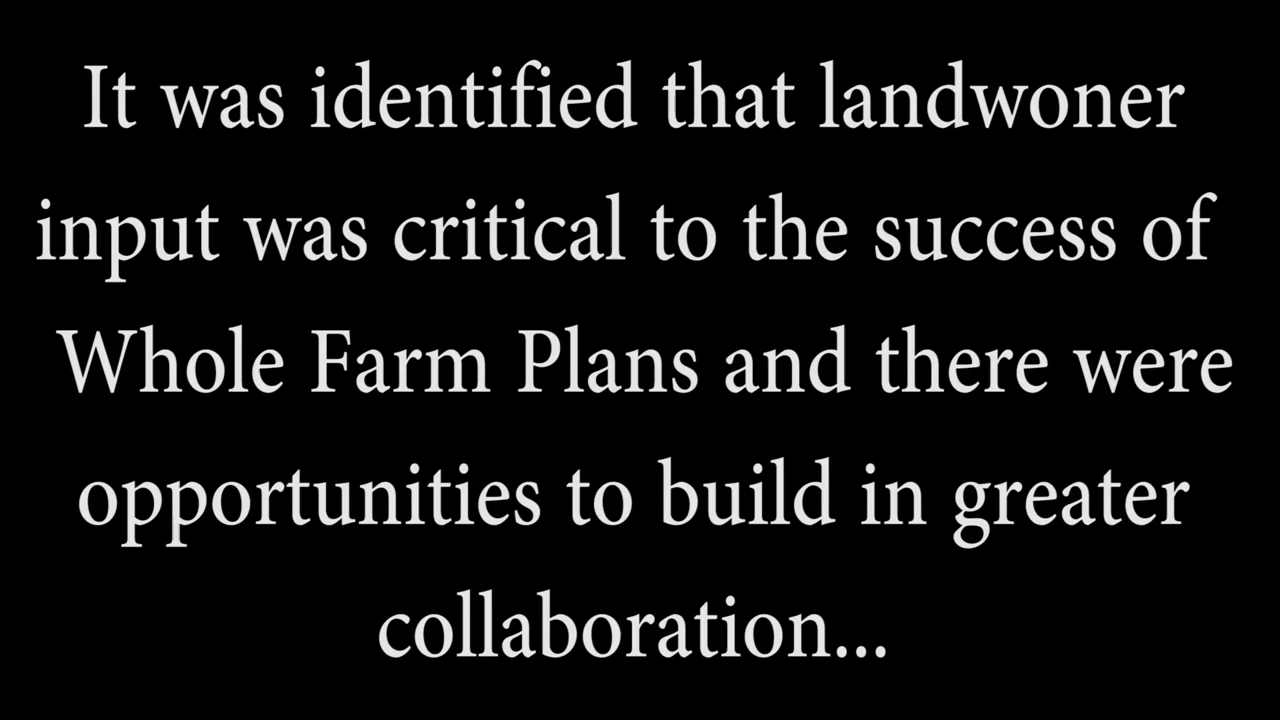 It was identified that landwoner
input was critical to the success of
Whole Farm Plans and there were
opportunities to build in greater
collaboration...